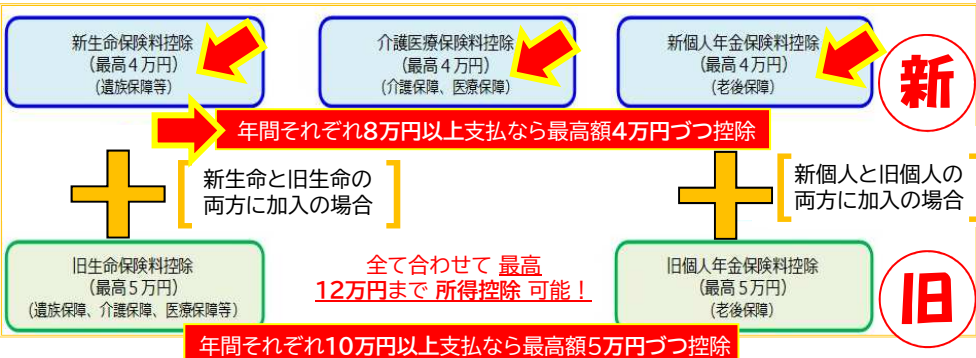 新生命保険料控除
(最高4万円)
(遺族保障等)
介護医療保険料控除
(最高4万円)
(介護保障、医療保障)
新個人年金保険料控除
(最高4万円)
(老後保障)
新
年間それぞれ8万円以上支払なら最高額4万円づつ控除
新生命と旧生命の
両方に加入の場合
新個人と旧個人の
両方に加入の場合
旧生命保険料控除
(最高5万円)
(遺族保障、介護保障、医療保障等)
全て合わせて 最高
12万円まで 所得控除 可能!
旧個人年金保険料控除
(最高5万円)
(老後保障)
旧
年間それぞれ10万円以上支払なら最高額5万円づつ控除